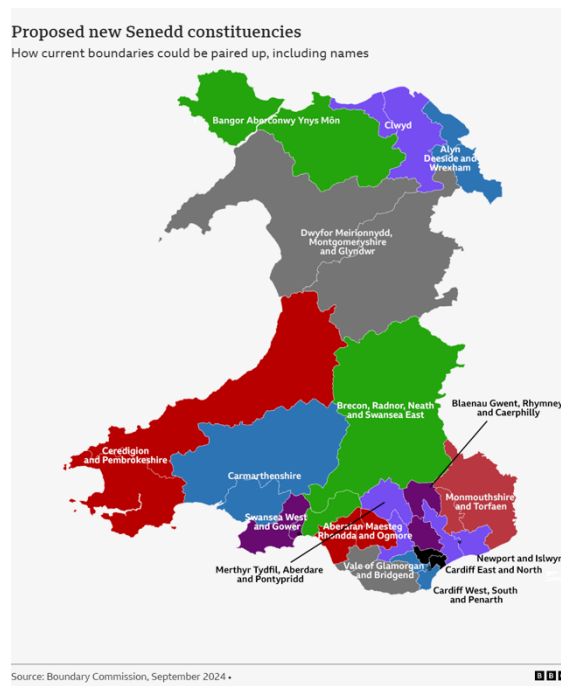 Proposed new Senedd constituencies
How current boundaries could be paired up, including names
Bangor Aberconwy Ynys Môn
Clwyd
Alyn
Deeside and
Wrexham
Dwyfor Meirionnydd,
Montgomeryshire
and Glyndwr
Brecon, Radnor, Neath
and Swansea East
Blaenau Gwent, Rhymney
and Caerphilly
Ceredigion
and Pembrokeshire
Carmarthenshire
Monmouthshire
and Torfaen
Swansea West
and Gower
Aberaran Maesteg
Rhondda and Ogmore
Newport and Islwyn
Merthyr Tydfil, Aberdare
and Pontypridd
Vale of Glamorgan
and Bridgend
Cardiff East and North
Cardiff West, South
and Penarth
Source: Boundary Commission, September 2024 •
BBC